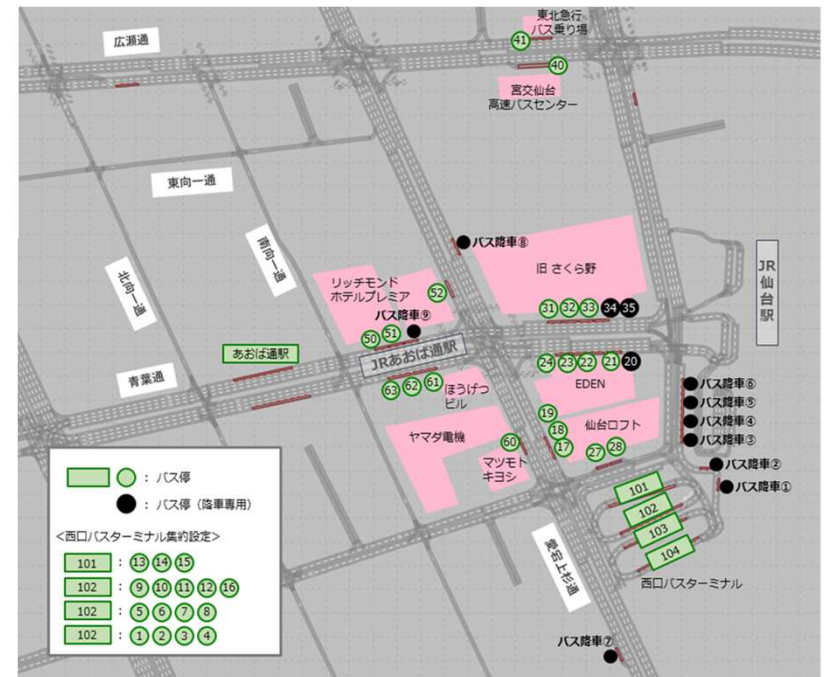 東北急行
バス乗り場
41
広瀬通
40
宮交仙台
高速バスセンター
東向一通
南向一通
北向一通
バス降車⑧
旧 さくら野
JR仙台駅
リッチモンド
ホテルプレミア
52
バス降車⑨
50 51
31 32 33 34 35
あおば通駅
JRあおば通駅
青葉通
24 23 22 21 20
EDEN
63 62 61
ほうげつ
ビル
バス降車⑥
バス降車⑤
バス降車④
バス降車③
19
18
17
仙台ロフト
27 28
ヤマダ電機
60
マツモト
キヨシ
バス降車②
バス降車①
101
102
103
104
西口バスターミナル
愛宕上杉通
バス降車⑦
: バス停
: バス停（降車専用）
<西口バスターミナル集約設定>
101 : 13 14 15
102 : 9 10 11 12 16
102 : 5 6 7 8
102 : 1 2 3 4